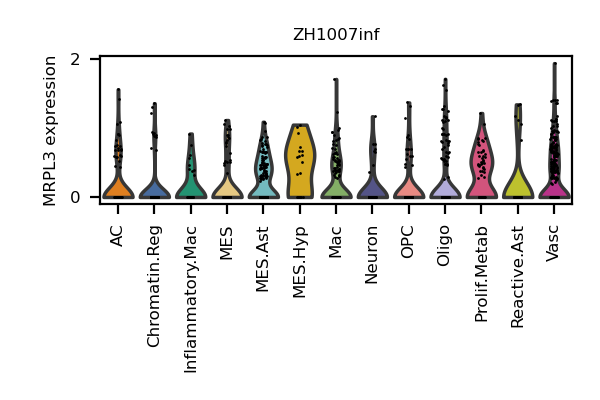 ZH1007inf
MRPL3 expression
2
0
AC
Chromatin.Reg
Inflammatory.Mac
MES
MES.Ast
MES.Hyp
Mac
Neuron
OPC
Oligo
Prolif.Metab
Reactive.Ast
Vasc